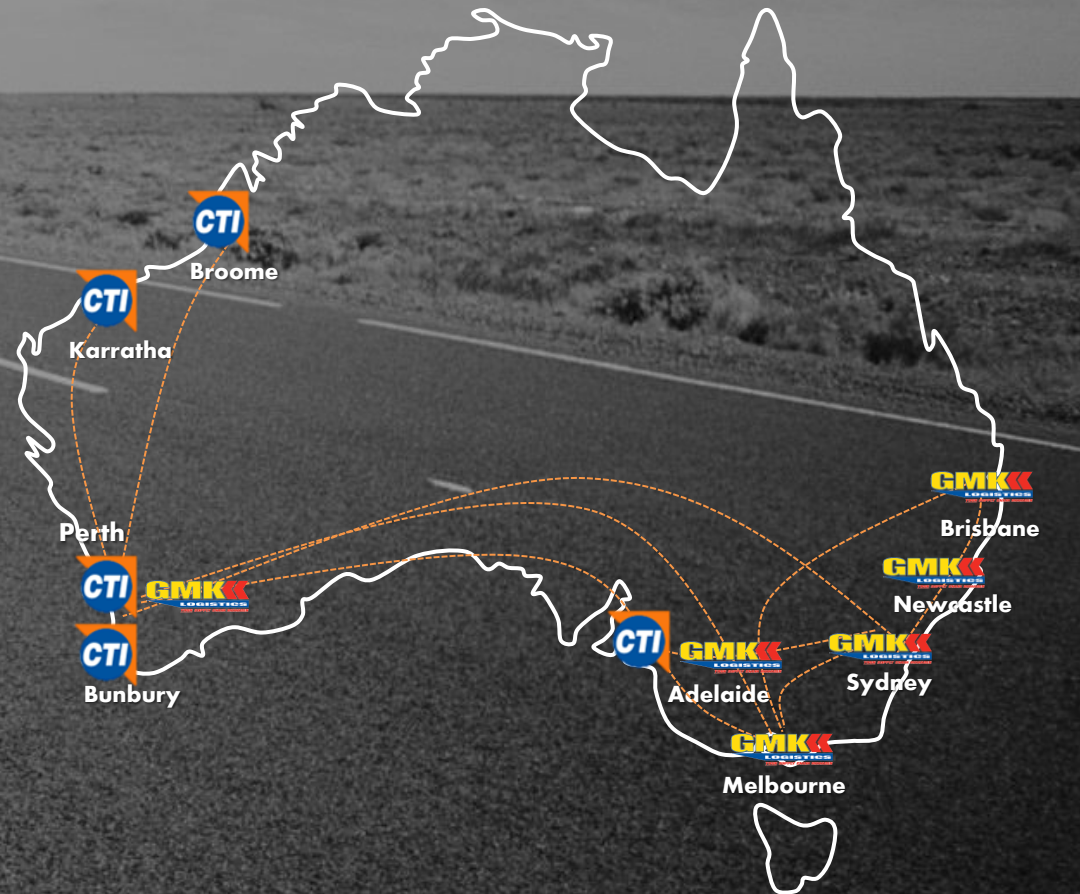 CTI
Broome
CTI
Karratha
GMK
LOGISTICS
Brisbane
Perth
CTI
GMK
LOGISTICS
GMK
LOGISTICS
Newcastle
CTI
Bunbury
CTI
GMK
LOGISTICS
Adelaide
GMK
LOGISTICS
Sydney
GMK
LOGISTICS
Melbourne